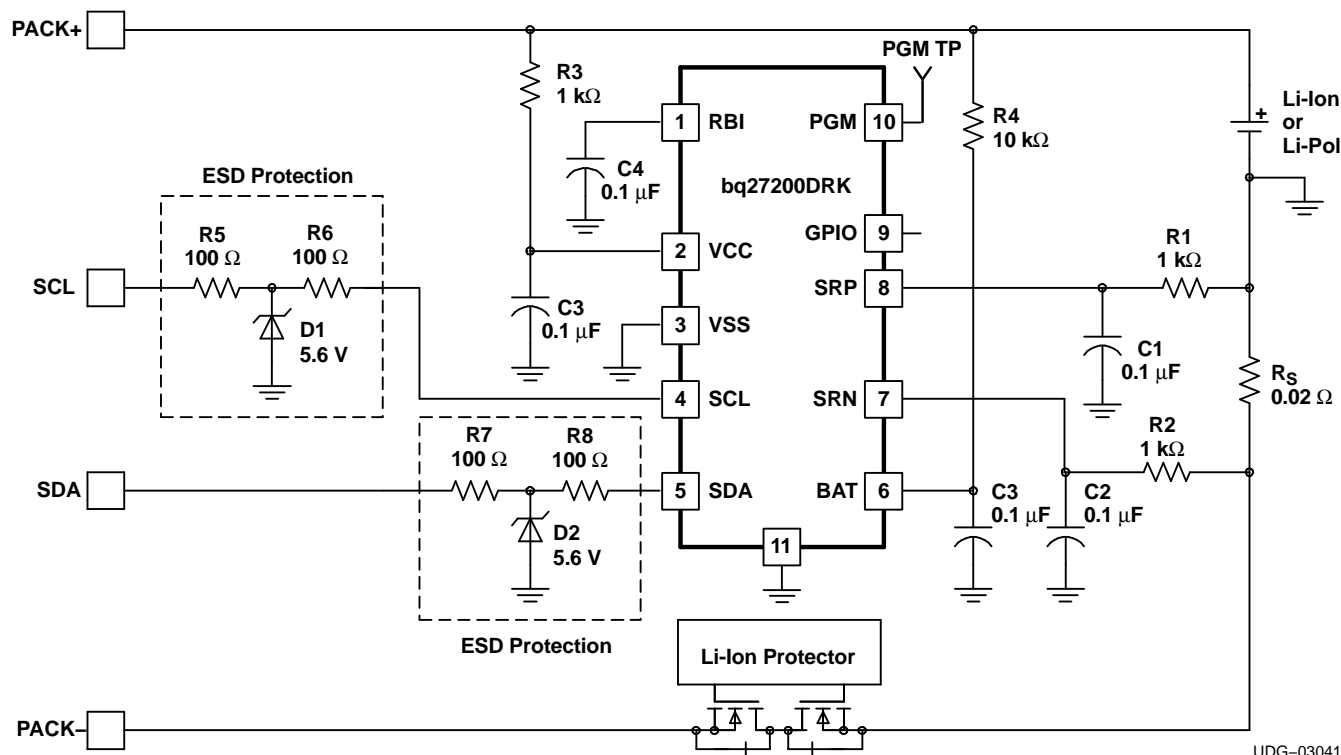 PACK+
PGM TP
R3
1 kΩ
1
RBI
PGM
10
R4
10 kΩ
+
Li-Ion
or
Li-Pol
C4
0.1 μF
bq27200DRK
ESD Protection
R5
100 Ω
R6
100 Ω
GPIO
9
R1
1 kΩ
2
VCC
SCL
SRP
8
D1
5.6 V
C3
0.1 μF
3
VSS
C1
0.1 μF
RS
0.02 Ω
4
SCL
SRN
7
R7
100 Ω
R8
100 Ω
R2
1 kΩ
SDA
5
SDA
BAT
6
C3
0.1 μF
C2
0.1 μF
D2
5.6 V
11
ESD Protection
Li-Ion Protector
PACK–
UDG–03041